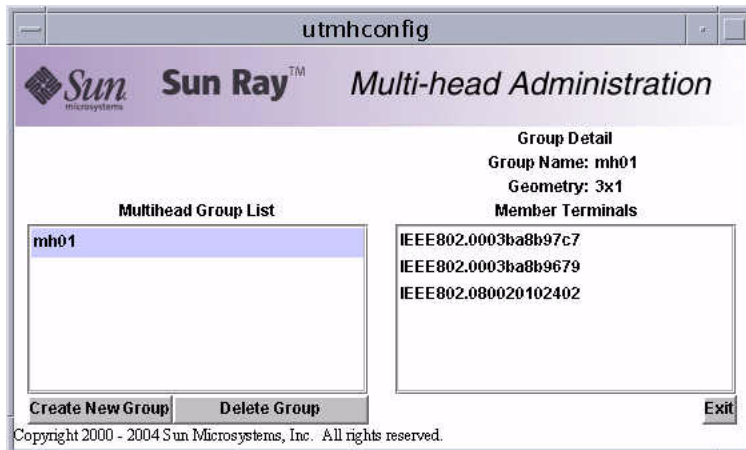 utmhconfig
Sun
microsystems
Sun Ray™ Multi-head Administration
Group Detail
Group Name: mh01
Geometry: 3x1
Multihead Group List
Member Terminals
mh01
IEEE802.0003ba8b97c7
IEEE802.0003ba8b9679
IEEE802.080020102402
Create New Group
Delete Group
Exit
Copyright 2000 - 2004 Sun Microsystems, Inc. All rights reserved.